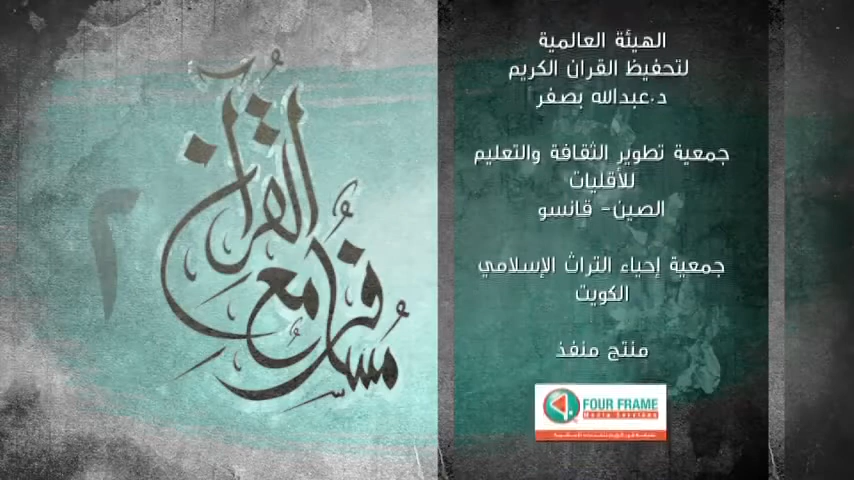 مسافر مع القرآن
٢
الهيئة العالمية
لتحفيظ القران الكريم
د.عبدالله بصفر
جمعية تطوير الثقافة والتعليم
للأقليات
الصين- قانسو
جمعية إحياء التراث الإسلامي
الكويت
منتج منفذ
FOUR FRAME
Media Services